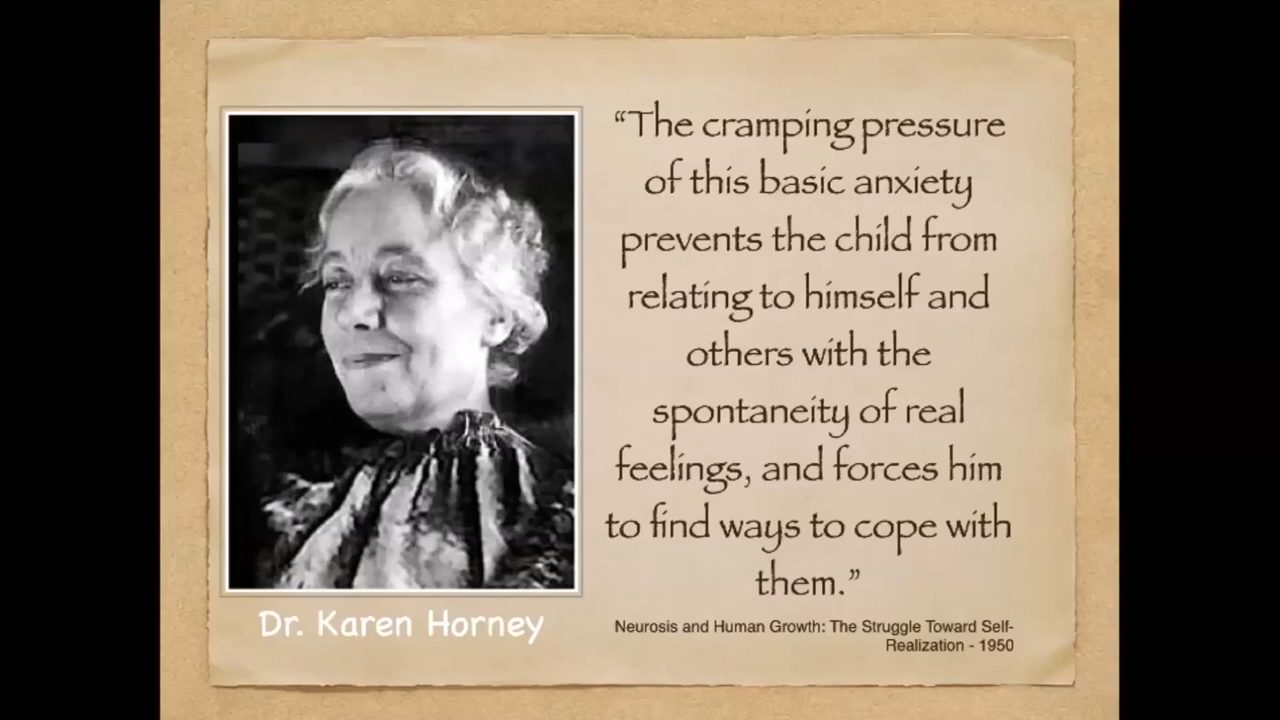 “The cramping pressure
of this basic anxiety
prevents the child from
relating to himself and
others with the
spontaneity of real
feelings, and forces him
to find ways to cope with
them.”
Dr. Karen Horney
Neurosis and Human Growth: The Struggle Toward Self-
Realization - 1950